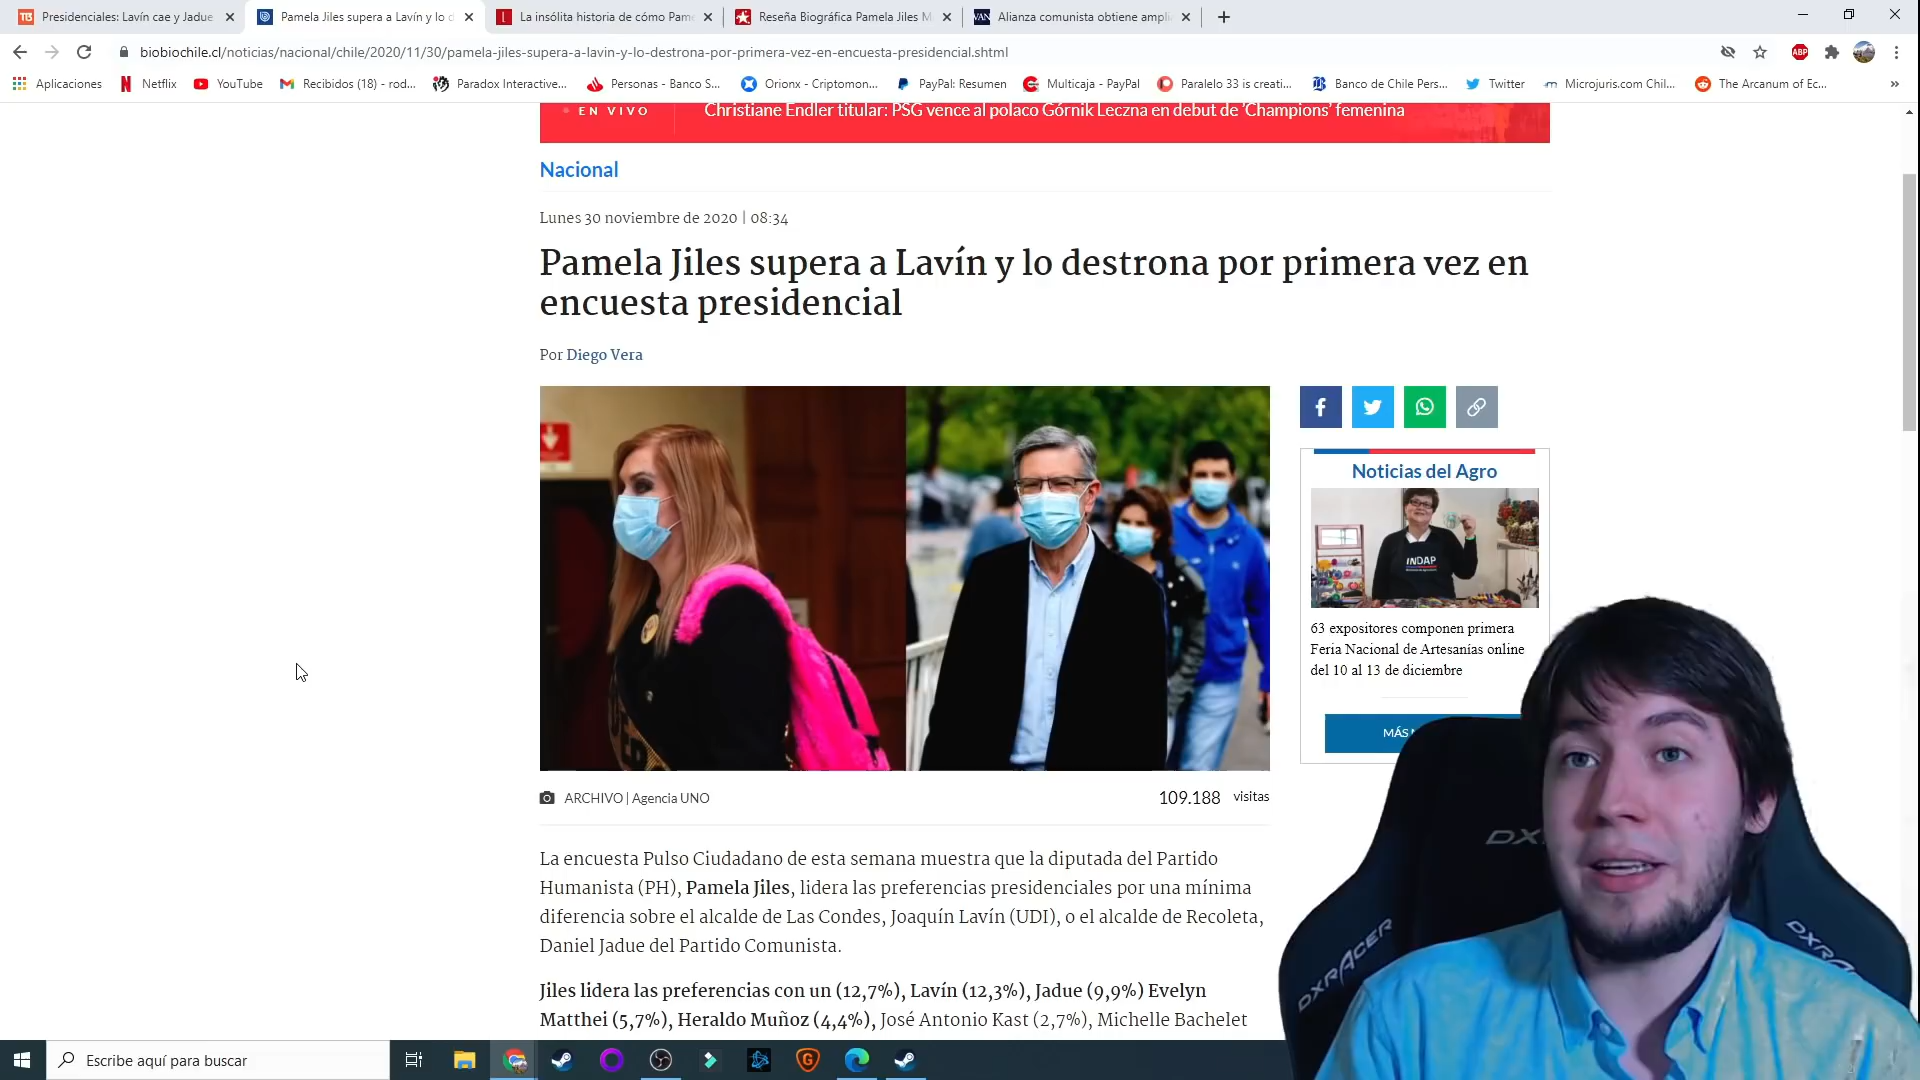 Presidenciales: Lavín cae y Jadue
Pamela Jiles supera a Lavín y lo d
La insólita historia de cómo Pame
Reseña Biográfica Pamela Jiles M
Alianza comunista obtiene ampli
biobiochile.cl/noticias/nacional/chile/2020/11/30/pamela-jiles-supera-a-lavin-y-lo-destrona-por-primera-vez-en-encuesta-presidencial.shtml
Aplicaciones
Netflix
YouTube
Recibidos (18) - rod...
Paradox Interactive...
Personas - Banco S...
Orionx - Criptomon...
PayPal: Resumen
Multicaja - PayPal
Paralelo 33 is creati...
Banco de Chile Pers...
Twitter
Microjuris.com Chil...
The Arcanum of Ec...
EN VIVO
Christiane Endler titular: PSG vence al polaco Górnik Leczna en debut de 'Champions' femenina
Nacional
Lunes 30 noviembre de 2020 | 08:34
Pamela Jiles supera a Lavín y lo destrona por primera vez en
encuesta presidencial
Por Diego Vera
Noticias del Agro
INDAP
63 expositores componen primera
Feria Nacional de Artesanías online
del 10 al 13 de diciembre
MÁS
ARCHIVO | Agencia UNO
109.188 visitas
La encuesta Pulso Ciudadano de esta semana muestra que la diputada del Partido
Humanista (PH), Pamela Jiles, lidera las preferencias presidenciales por una mínima
diferencia sobre el alcalde de Las Condes, Joaquín Lavín (UDI), o el alcalde de Recoleta,
Daniel Jadue del Partido Comunista.
Jiles lidera las preferencias con un (12,7%), Lavín (12,3%), Jadue (9,9%) Evelyn
Matthei (5,7%), Heraldo Muñoz (4,4%), José Antonio Kast (2,7%), Michelle Bachelet
DXRACER
Escribe aquí para buscar